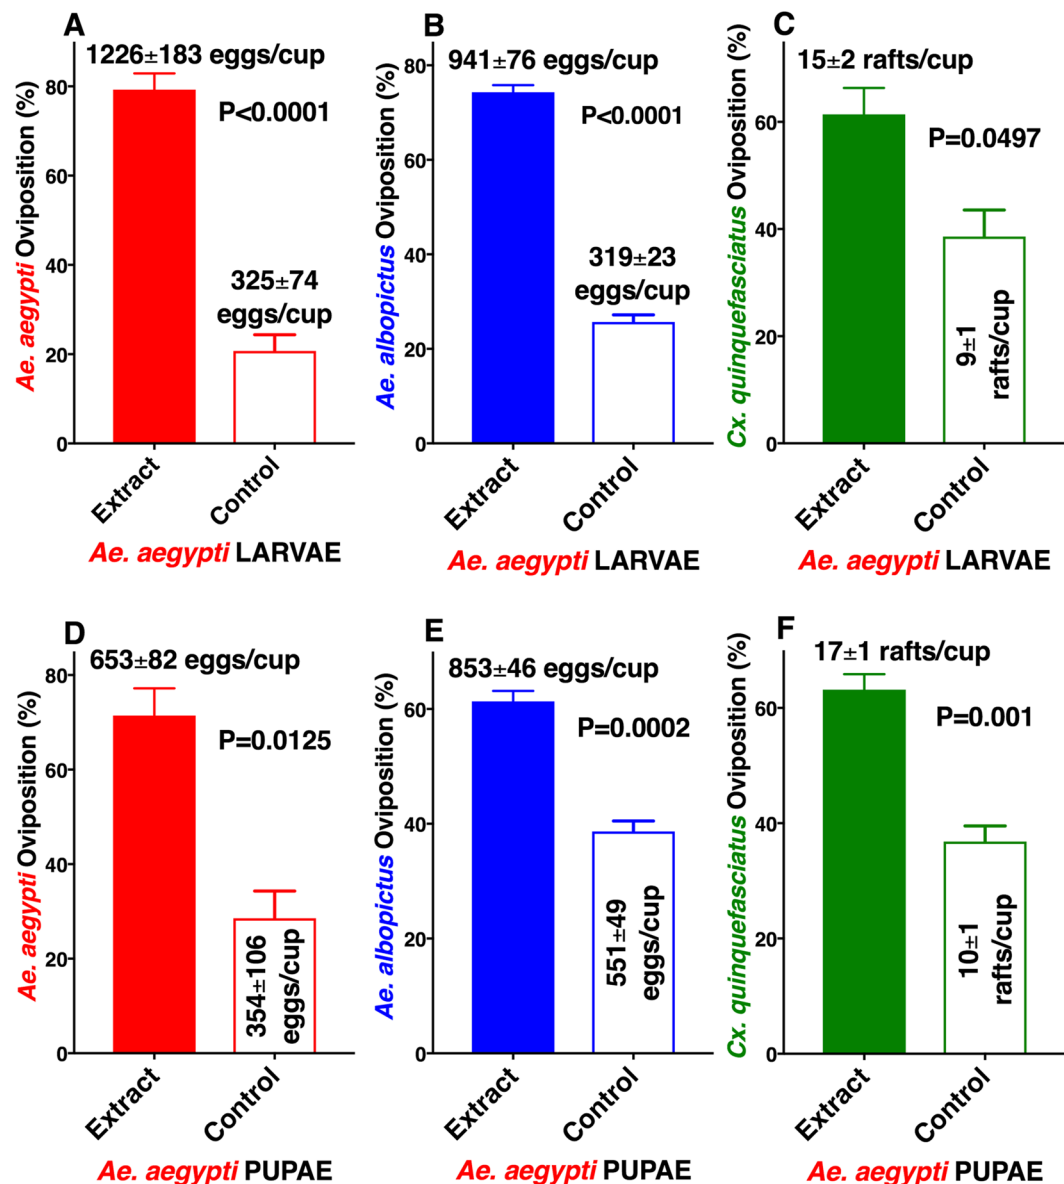 A
1226±183 eggs/cup
P<0.0001
325±74
eggs/cup
Ae. aegypti Oviposition (%)
80
60
40
20
0
Extract
Control
Ae. aegypti LARVAE
B
941±76 eggs/cup
P<0.0001
319±23
eggs/cup
Ae. albopictus Oviposition (%)
80
60
40
20
0
Extract
Control
Ae. aegypti LARVAE
C
15±2 rafts/cup
P=0.0497
9±1
rafts/cup
Cx. quinquefasciatus Oviposition (%)
60
40
20
0
Extract
Control
Ae. aegypti LARVAE
D
653±82 eggs/cup
P=0.0125
354±106
eggs/cup
Ae. aegypti Oviposition (%)
80
60
40
20
0
Extract
Control
Ae. aegypti PUPAE
E
853±46 eggs/cup
P=0.0002
551±49
eggs/cup
Ae. albopictus Oviposition (%)
60
40
20
0
Extract
Control
Ae. aegypti PUPAE
F
17±1 rafts/cup
P=0.001
10±1
rafts/cup
Cx. quinquefasciatus Oviposition (%)
60
40
20
0
Extract
Control
Ae. aegypti PUPAE